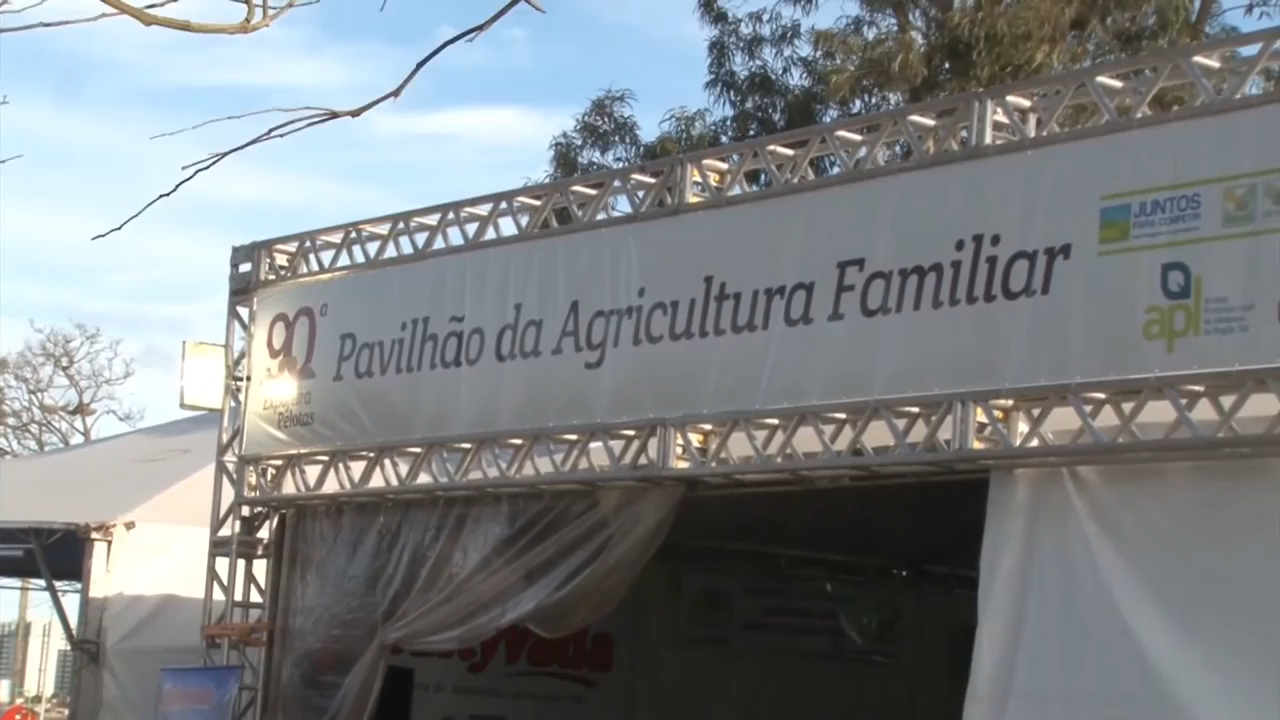 90ª
Expofeira
Pelotas
Pavilhão da Agricultura Familiar
JUNTOS
PARA COMPETIR
apl